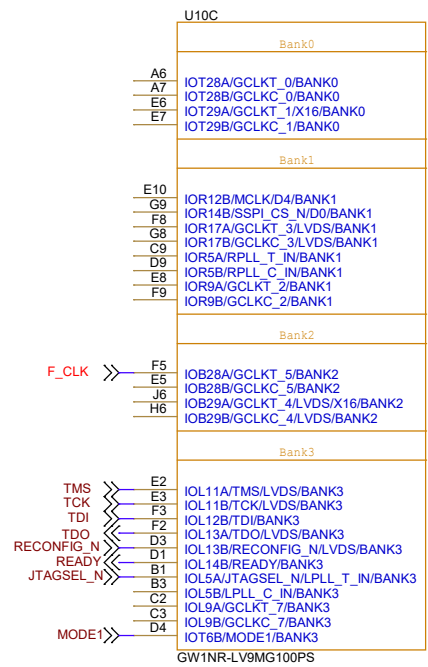 U10C
Bank0
A6 IOT28A/GCLKT_0/BANK0
A7 IOT28B/GCLKC_0/BANK0
E6 IOT29A/GCLKT_1/X16/BANK0
E7 IOT29B/GCLKC_1/BANK0
Bank1
E10 IOR12B/MCLK/D4/BANK1
G9 IOR14B/SSPI_CS_N/D0/BANK1
F8 IOR17A/GCLKT_3/LVDS/BANK1
G8 IOR17B/GCLKC_3/LVDS/BANK1
C9 IOR5A/RPLL_T_IN/BANK1
D9 IOR5B/RPLL_C_IN/BANK1
E8 IOR9A/GCLKT_2/BANK1
F9 IOR9B/GCLKC_2/BANK1
Bank2
F_CLK F5 IOB28A/GCLKT_5/BANK2
E5 IOB28B/GCLKC_5/BANK2
J6 IOB29A/GCLKT_4/LVDS/X16/BANK2
H6 IOB29B/GCLKC_4/LVDS/BANK2
Bank3
TMS E2 IOL11A/TMS/LVDS/BANK3
TCK E3 IOL11B/TCK/LVDS/BANK3
TDI F3 IOL12B/TDI/BANK3
TDO F2 IOL13A/TDO/LVDS/BANK3
RECONFIG_N D3 IOL13B/RECONFIG_N/LVDS/BANK3
READY D1 IOL14B/READY/BANK3
JTAGSEL_N B1 IOL5A/JTAGSEL_N/LPLL_T_IN/BANK3
B3 IOL5B/LPLL_C_IN/BANK3
C2 IOL9A/GCLKT_7/BANK3
C3 IOL9B/GCLKC_7/BANK3
MODE1 D4 IOT6B/MODE1/BANK3
GW1NR-LV9MG100PS